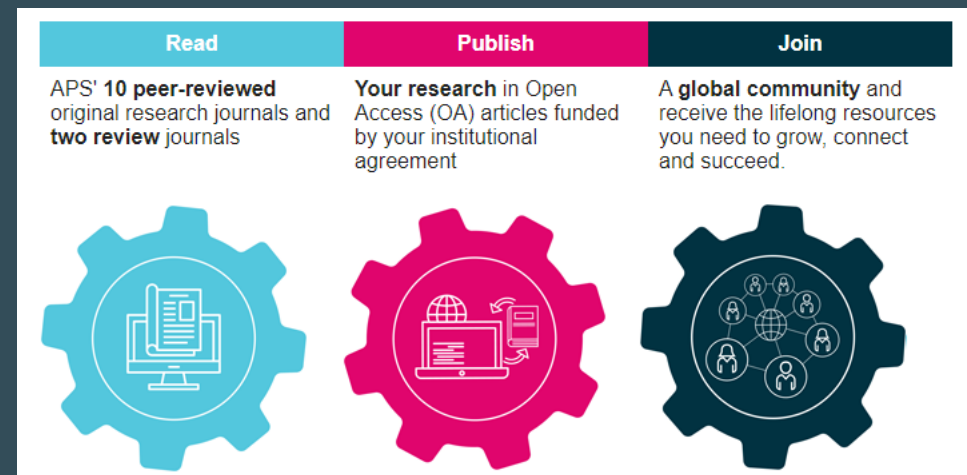 Read
APS' 10 peer-reviewed
original research journals and
two review journals
Publish
Your research in Open
Access (OA) articles funded
by your institutional
agreement
Join
A global community and
receive the lifelong resources
you need to grow, connect
and succeed.